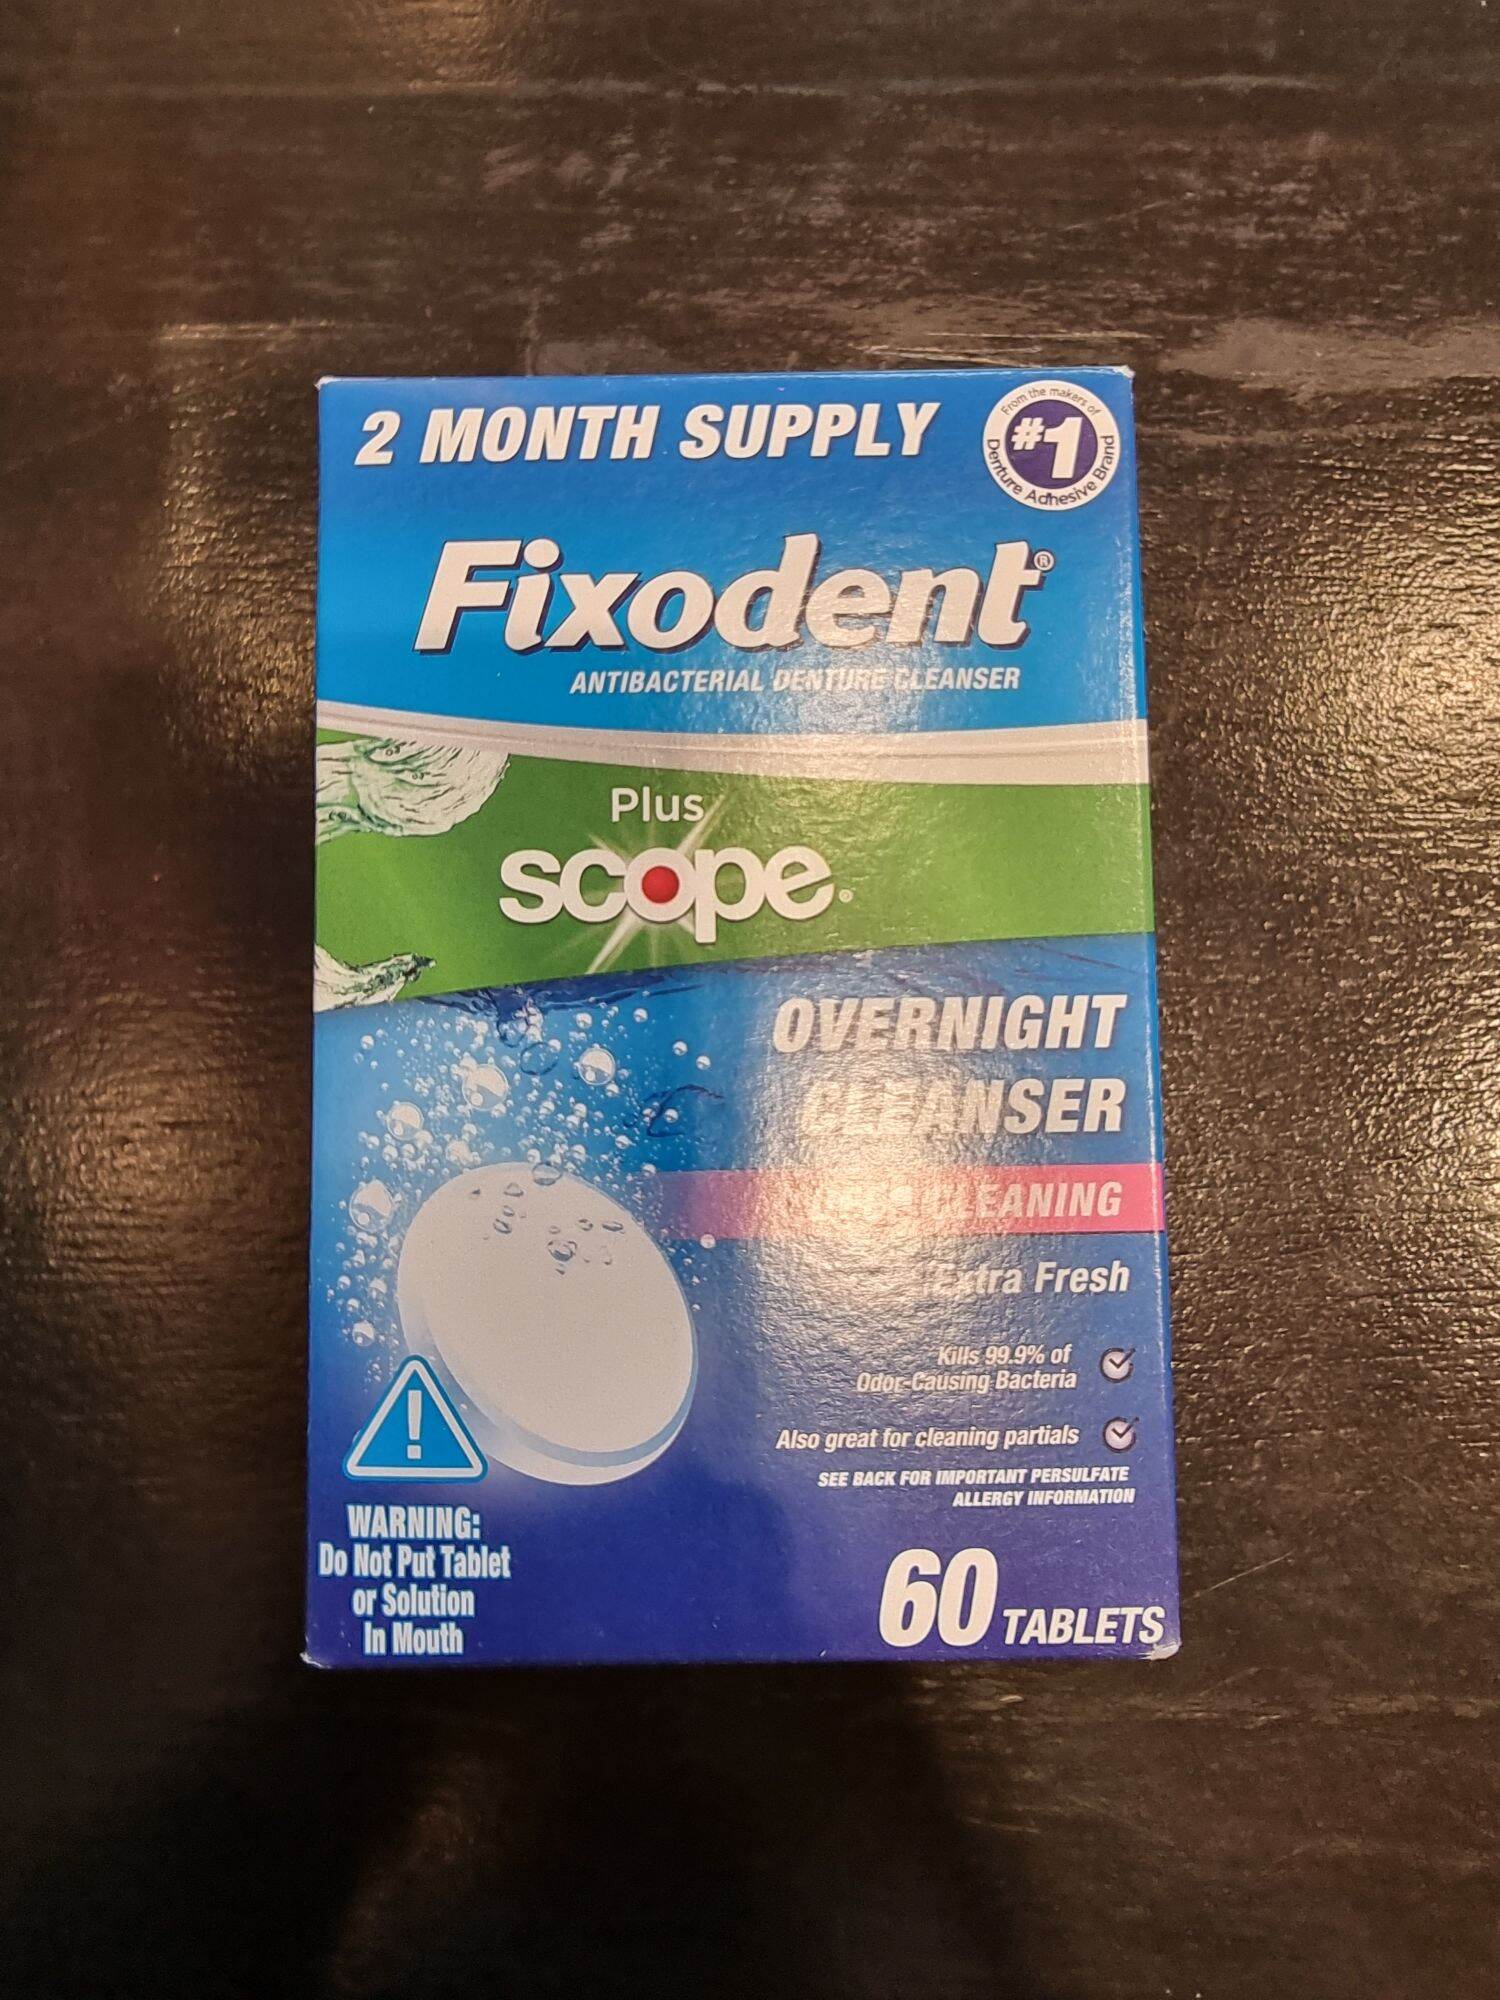 2 MONTH SUPPLY
From the makers of
#1
Denture Adhesive Brand
Fixodent®
ANTIBACTERIAL DENTURE CLEANSER
Plus
scope®
OVERNIGHT
CLEANSER
CLEANING
Extra Fresh
Kills 99.9% of
Odor-Causing Bacteria
Also great for cleaning partials
SEE BACK FOR IMPORTANT PERSULFATE
ALLERGY INFORMATION
WARNING:
Do Not Put Tablet
or Solution
In Mouth
60 TABLETS